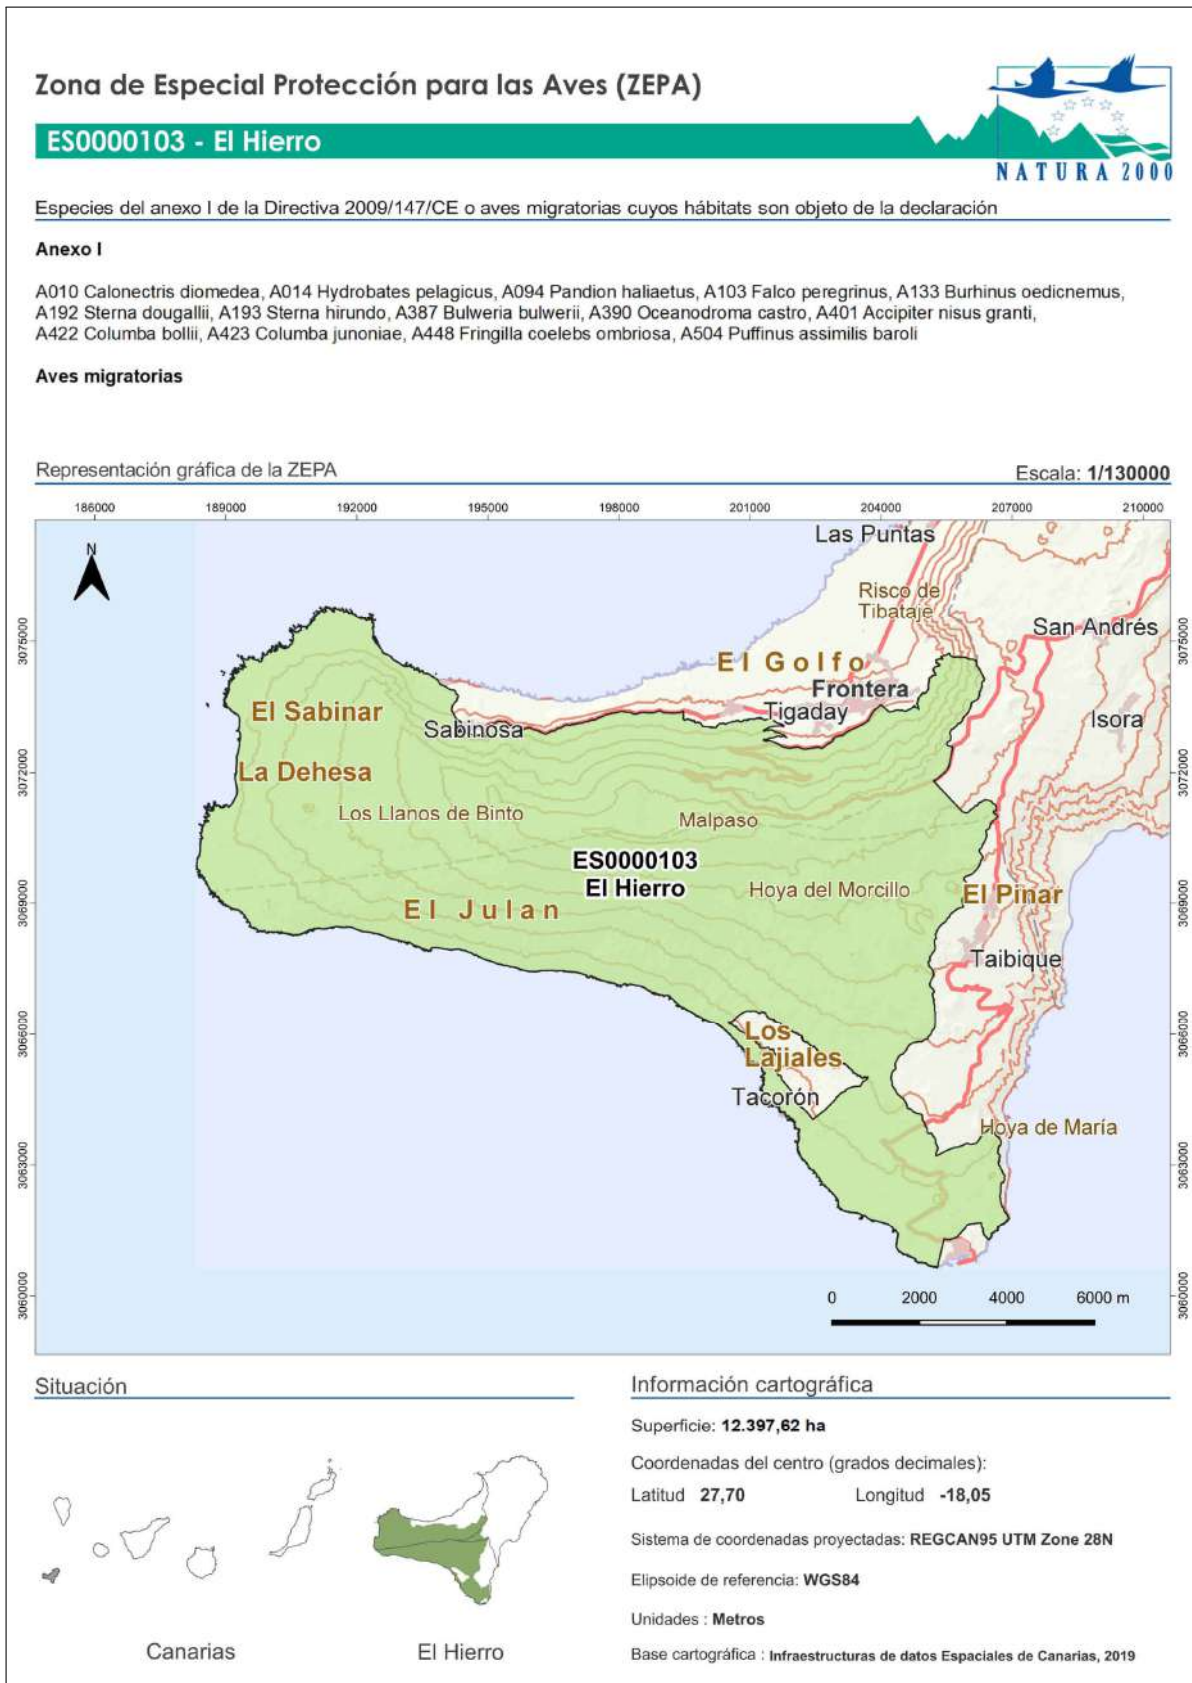 Zona de Especial Protección para las Aves (ZEPA)
ES0000103 - El Hierro
NATURA 2000
Especies del anexo I de la Directiva 2009/147/CE o aves migratorias cuyos hábitats son objeto de la declaración
Anexo I
A010 Calonectris diomedea, A014 Hydrobates pelagicus, A094 Pandion haliaetus, A103 Falco peregrinus, A133 Burhinus oedicnemus,
A192 Sterna dougallii, A193 Sterna hirundo, A387 Bulweria bulwerii, A390 Oceanodroma castro, A401 Accipiter nisus granti,
A422 Columba bollii, A423 Columba junoniae, A448 Fringilla coelebs ombriosa, A504 Puffinus assimilis baroli
Aves migratorias
Representación gráfica de la ZEPA
Escala: 1/130000
186000 189000 192000 195000 198000 201000 204000 207000 210000
N
Las Puntas
Risco de
Tibataje
3075000 San Andrés 3075000
El Golfo
Frontera
El Sabinar
Tigaday
Isora
Sabinosa
3072000 La Dehesa 3072000
Los Llanos de Binto
Malpaso
ES0000103
El Hierro
Hoya del Morcillo
El Pinar
3069000 El Julan 3069000
Taibique
3066000 Los 3066000
Lajiales
Tacorón
Hoya de María
3063000 3063000
3060000 3060000
0 2000 4000 6000 m
Situación
Canarias
El Hierro
Información cartográfica
Superficie: 12.397,62 ha
Coordenadas del centro (grados decimales):
Latitud 27,70 Longitud -18,05
Sistema de coordenadas proyectadas: REGCAN95 UTM Zone 28N
Elipsoide de referencia: WGS84
Unidades : Metros
Base cartográfica : Infraestructuras de datos Espaciales de Canarias, 2019